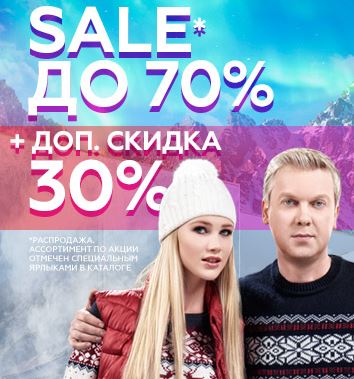 SALE*
ДО 70%
+ ДОП. СКИДКА
30%
*РАСПРОДАЖА.
АССОРТИМЕНТ ПО АКЦИИ
ОТМЕЧЕН СПЕЦИАЛЬНЫМ
ЯРЛЫКАМИ В КАТАЛОГЕ